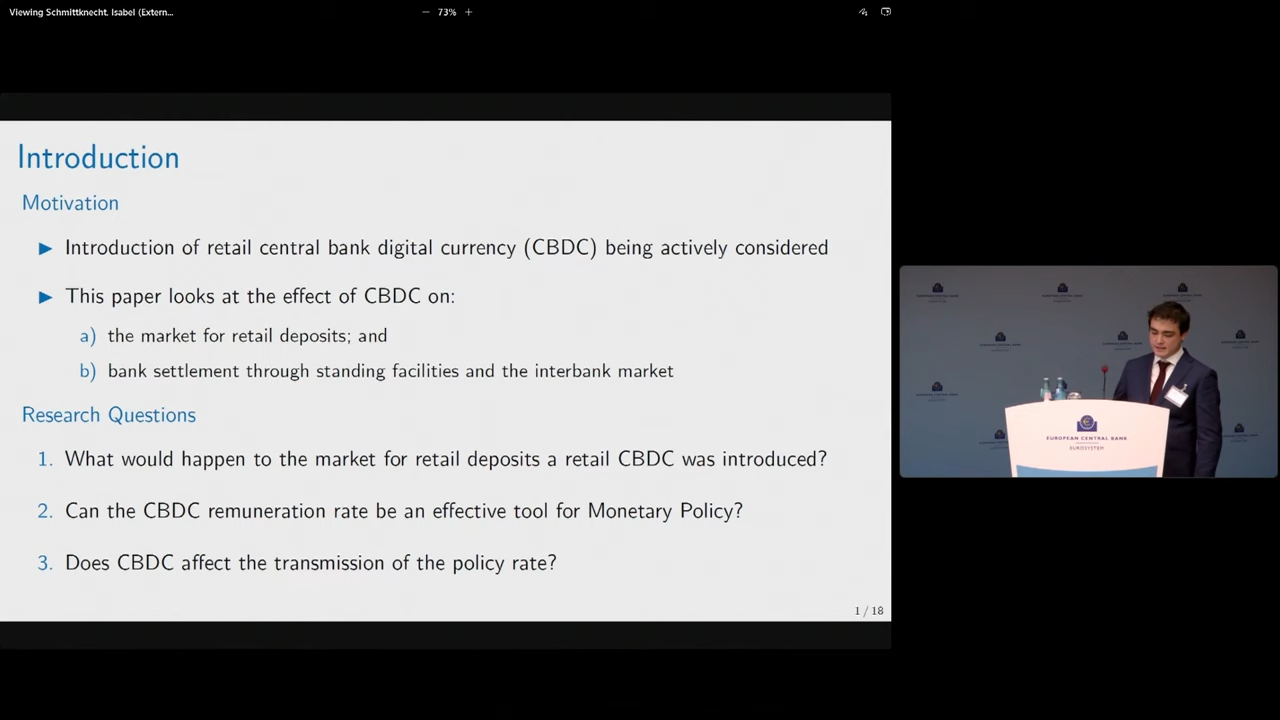 Viewing Schmittknecht, Isabel (Extern...
73%
Introduction
Motivation
Introduction of retail central bank digital currency (CBDC) being actively considered
This paper looks at the effect of CBDC on:
a) the market for retail deposits; and
b) bank settlement through standing facilities and the interbank market
Research Questions
1. What would happen to the market for retail deposits a retail CBDC was introduced?
2. Can the CBDC remuneration rate be an effective tool for Monetary Policy?
3. Does CBDC affect the transmission of the policy rate?
1 / 18
EUROPEAN CENTRAL BANK
EUROSYSTEM